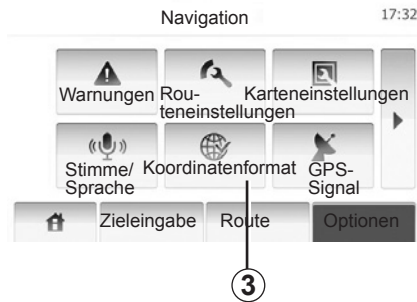 Navigation
17:32
Warnungen
Rou-
teneinstellungen
Karteneinstellungen
Stimme/
Sprache
Koordinatenformat
GPS-
Signal
Zieleingabe
Route
Optionen
3